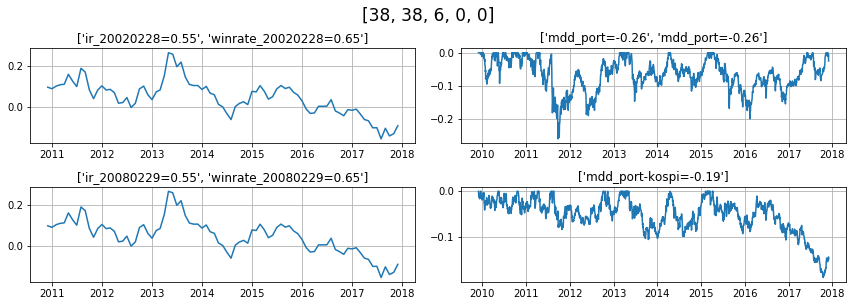 [38, 38, 6, 0, 0]
['ir_20020228=0.55', 'winrate_20020228=0.65']
0.2
0.0
2011 2012 2013 2014 2015 2016 2017 2018
['mdd_port=-0.26', 'mdd_port=-0.26']
0.0
−0.1
−0.2
2010 2011 2012 2013 2014 2015 2016 2017 2018
['ir_20080229=0.55', 'winrate_20080229=0.65']
0.2
0.0
2011 2012 2013 2014 2015 2016 2017 2018
['mdd_port-kospi=-0.19']
0.0
−0.1
2010 2011 2012 2013 2014 2015 2016 2017 2018